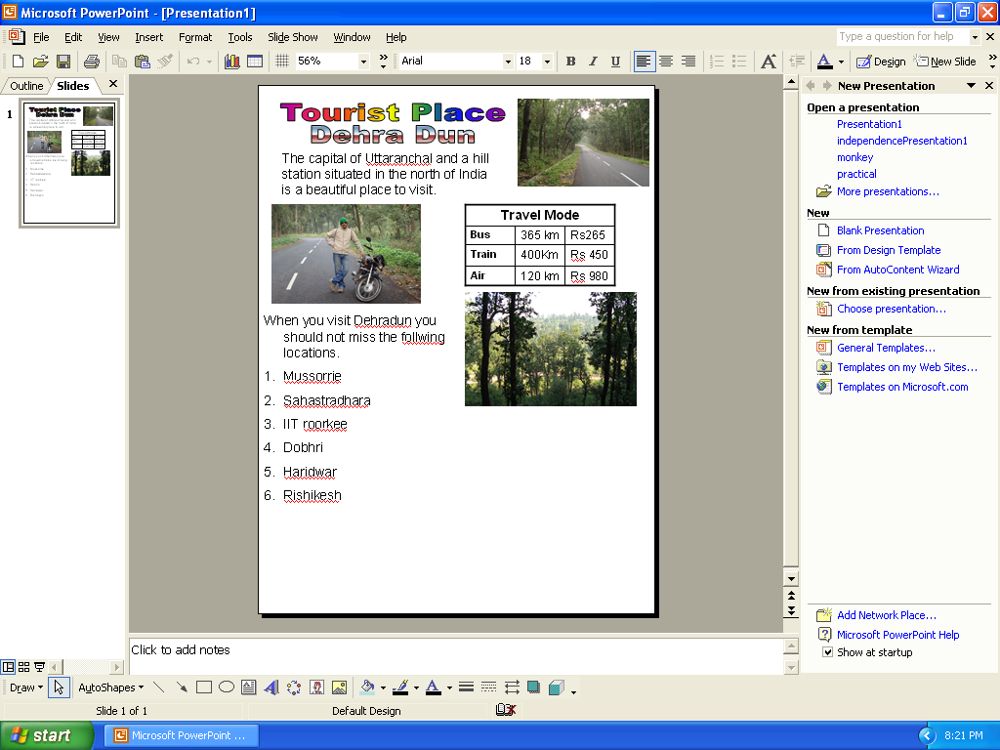 Microsoft PowerPoint - [Presentation1]
File Edit View Insert Format Tools Slide Show Window Help
Type a question for help
56% » Arial 18 B I U A A Design New Slide »
Outline Slides
1
Tourist Place
Dehra Dun
The capital of Uttaranchal and a hill
station situated in the north of India
is a beautiful place to visit.
Travel Mode
Bus 365 km Rs265
Train 400Km Rs 450
Air 120 km Rs 980
When you visit Dehradun you
should not miss the follwing
locations.
1. Mussorrie
2. Sahastradhara
3. IIT roorkee
4. Dobhri
5. Haridwar
6. Rishikesh
New Presentation
Open a presentation
Presentation1
independencePresentation1
monkey
practical
More presentations...
New
Blank Presentation
From Design Template
From AutoContent Wizard
New from existing presentation
Choose presentation...
New from template
General Templates...
Templates on my Web Sites...
Templates on Microsoft.com
Add Network Place...
Microsoft PowerPoint Help
Show at startup
Click to add notes
Draw AutoShapes
Slide 1 of 1 Default Design
start Microsoft PowerPoint ... 8:21 PM